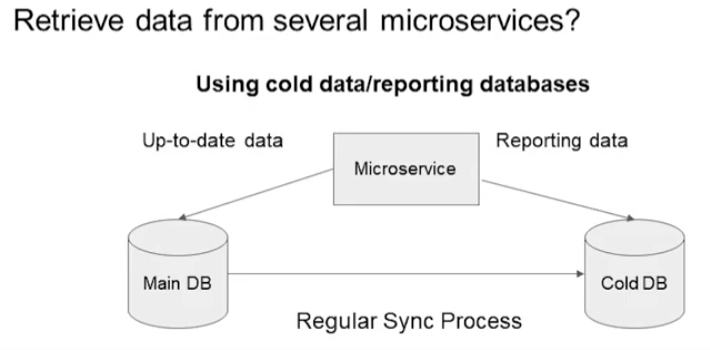 Retrieve data from several microservices?
Using cold data/reporting databases
Up-to-date data
Reporting data
Microservice
Main DB
Cold DB
Regular Sync Process